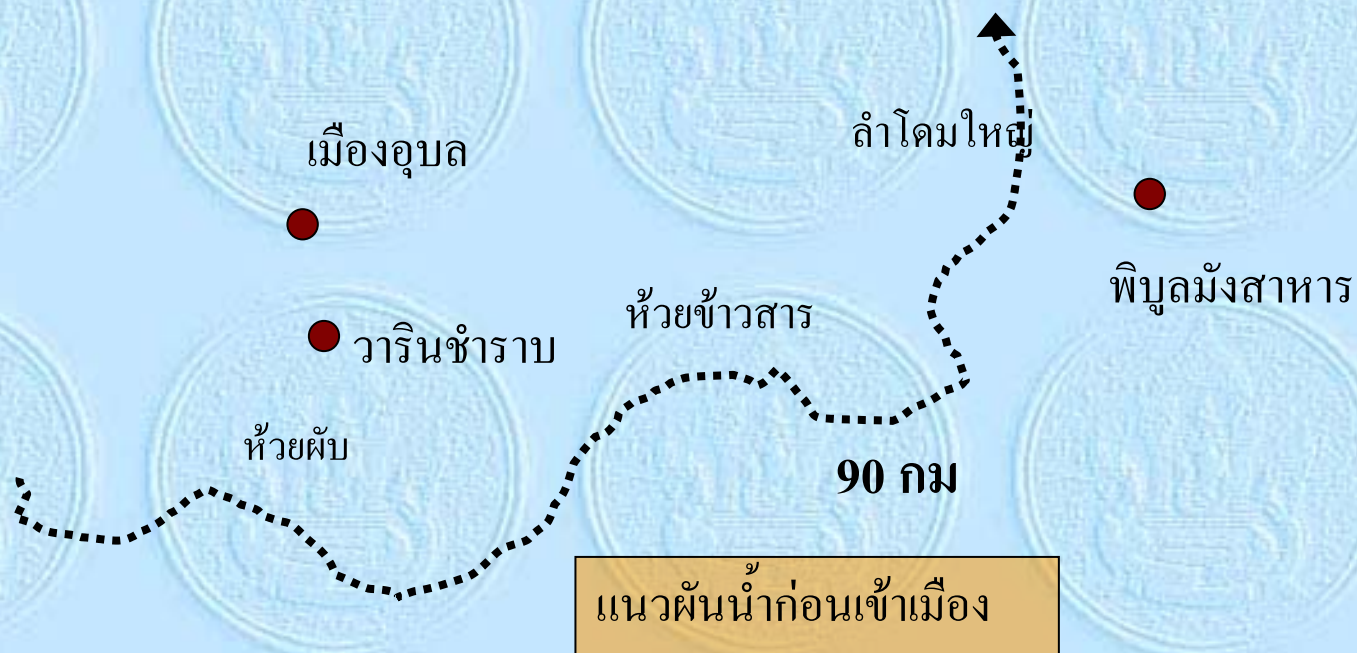 ลำโดมใหญ่
เมืองอุบล
พิบูลมังสาหาร
ห้วยข้าวสาร
วารินชำราบ
ห้วยผับ
90 กม
แนวผันน้ำก่อนเข้าเมือง